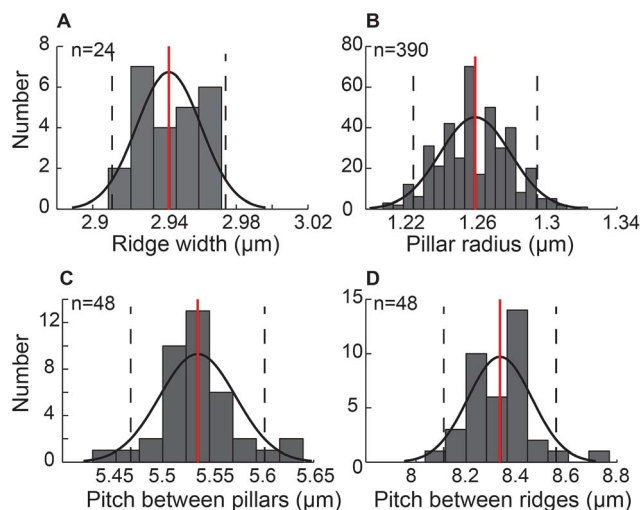 A
n=24
Number
8
6
4
2
0
2.9 2.94 2.98 3.02
Ridge width (µm)
B
n=390
80
60
40
20
0
1.22 1.26 1.3 1.34
Pillar radius (µm)
C
n=48
Number
12
8
4
0
5.45 5.5 5.55 5.6 5.65
Pitch between pillars (µm)
D
n=48
15
10
5
0
8 8.2 8.4 8.6 8.8
Pitch between ridges (µm)